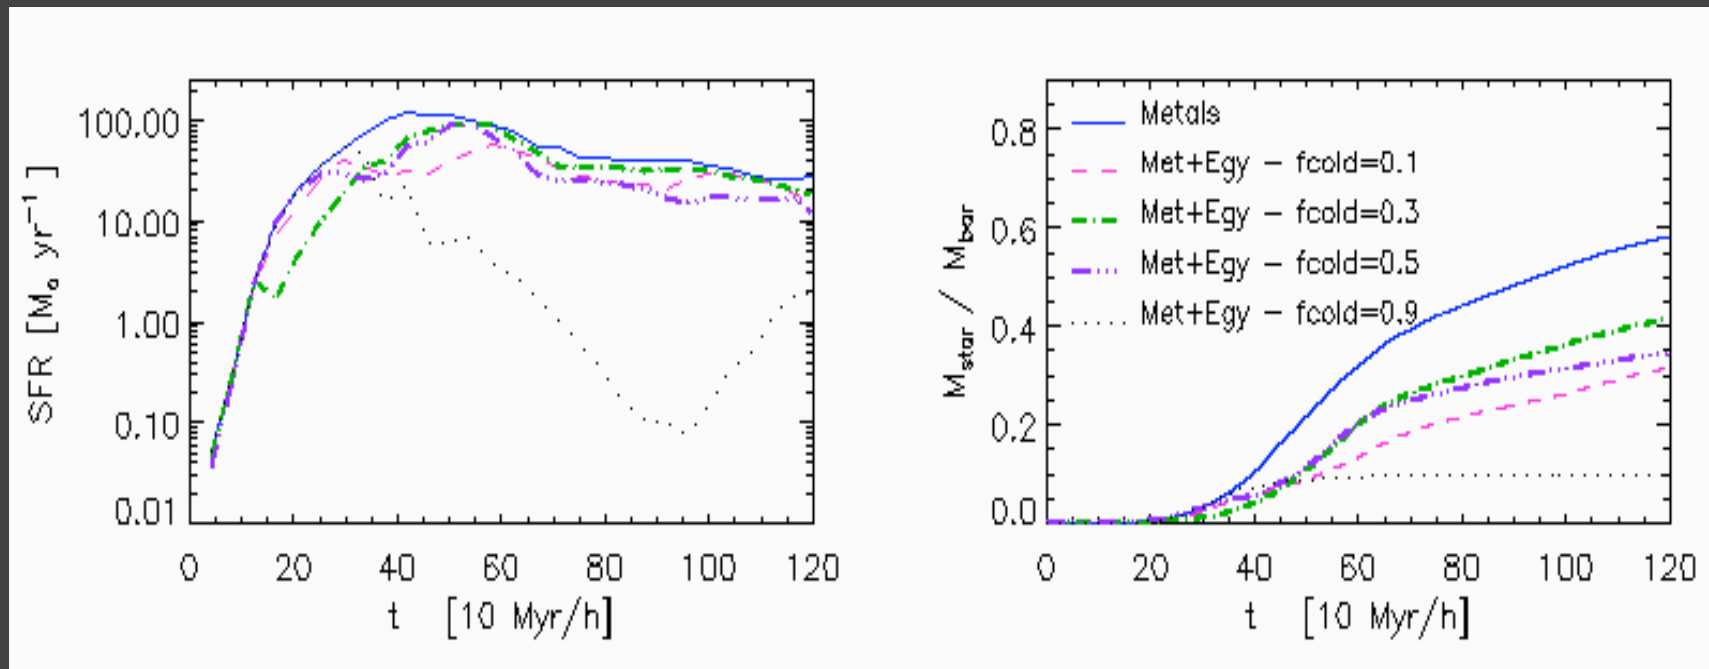 SFR [M☉ yr⁻¹ ]
100.00
10.00
1.00
0.10
0.01
0 20 40 60 80 100 120
t [10 Myr/h]
M_star / M_bar
0.8
0.6
0.4
0.2
0.0
Metals
Met+Egy – fcold=0.1
Met+Egy – fcold=0.3
Met+Egy – fcold=0.5
Met+Egy – fcold=0.9
0 20 40 60 80 100 120
t [10 Myr/h]